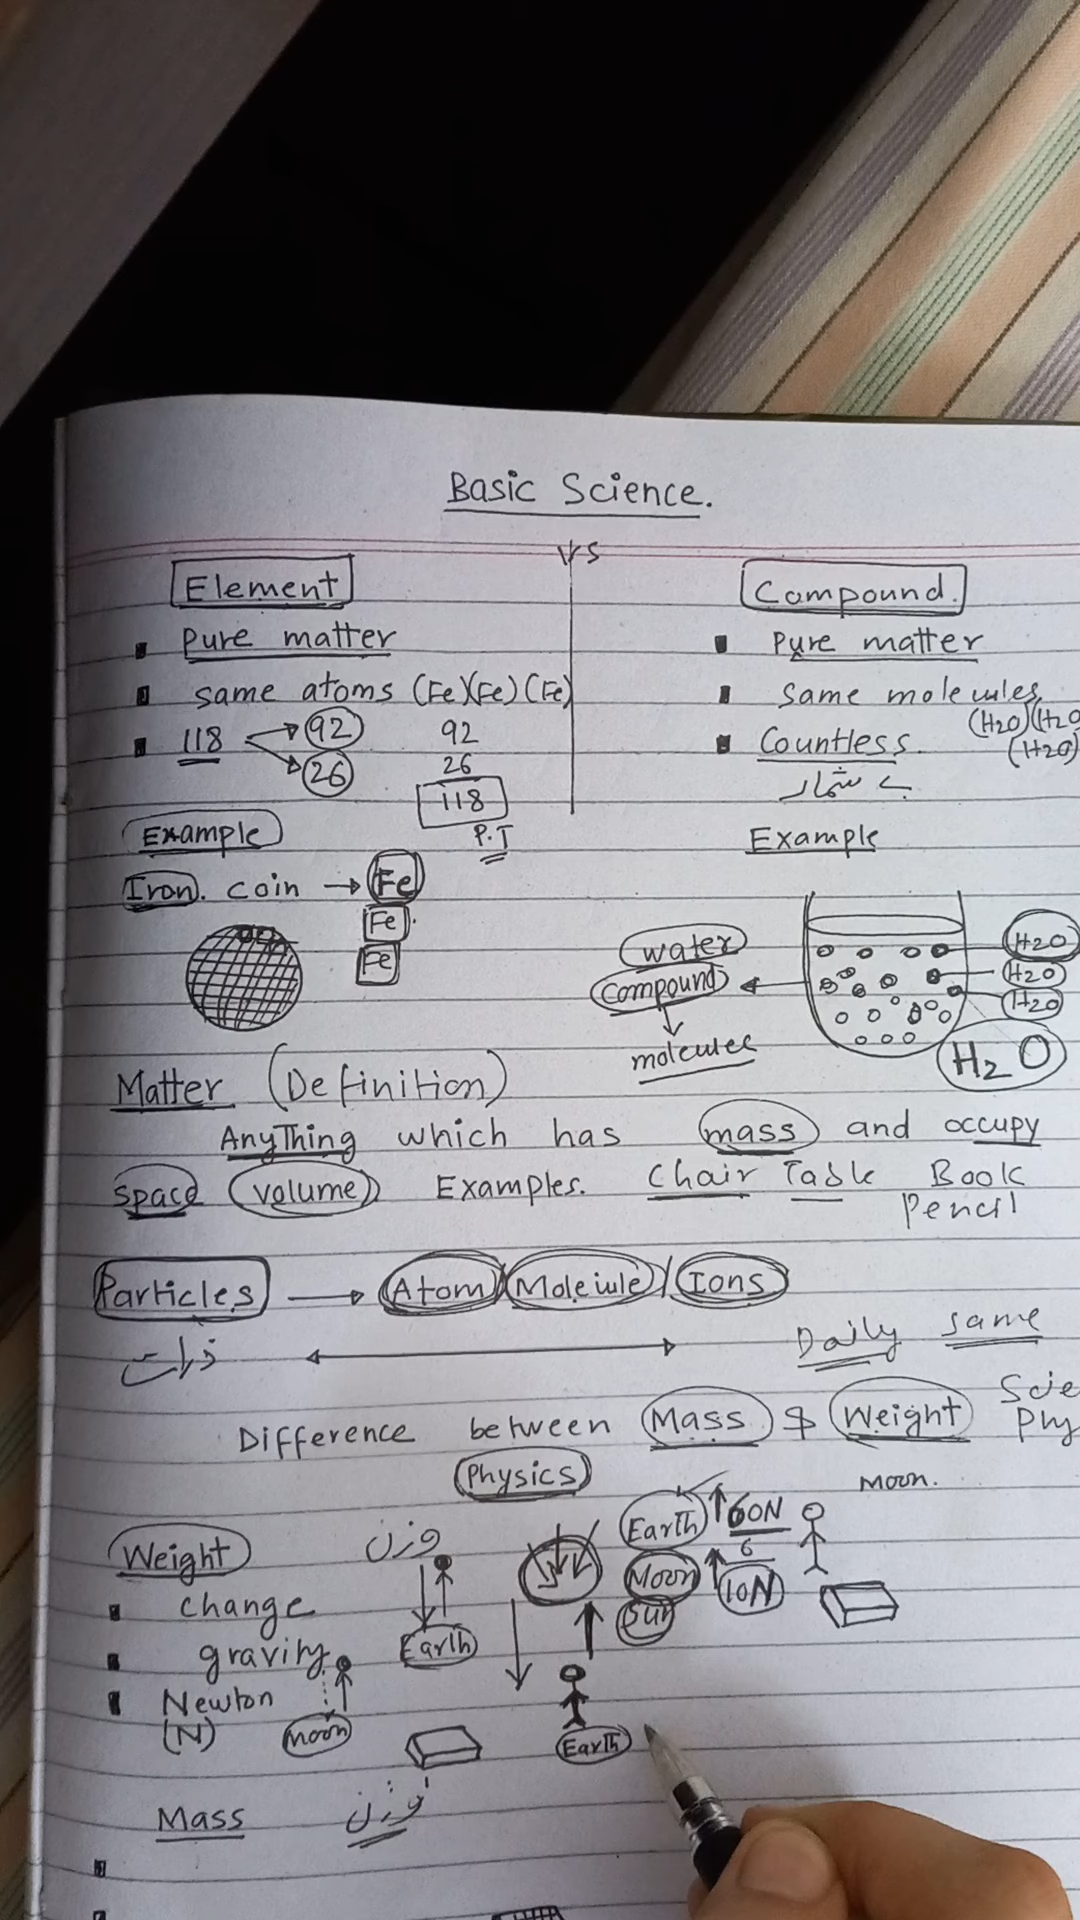 Basic Science.
vs
Element
Pure matter
same atoms (Fe)(Fe)(Fe)
118 92 26
92
26
118
P.T
Example
Iron. coin → Fe
Fe
Fe
Compound.
Pure matter
same molecules
(H2O)(H2O
(H2O)
Countless.
بے شمار
Example
water
compound
molecules
H2O
H2O
H2O
H2O
Matter (Definition)
AnyThing which has mass and occupy
space (volume) Examples. Chair Table Book
Pencil
Particles → Atom/Molecule/Ions
ذرات
Daily same
Difference between Mass & Weight
Physics
Weight
وزن
change
gravity
Newton
(N)
Earth
Moon
Earth
Earth ↑ 60N
6
Moon ↑ 10N
Sun
Moon.
Mass
وزن